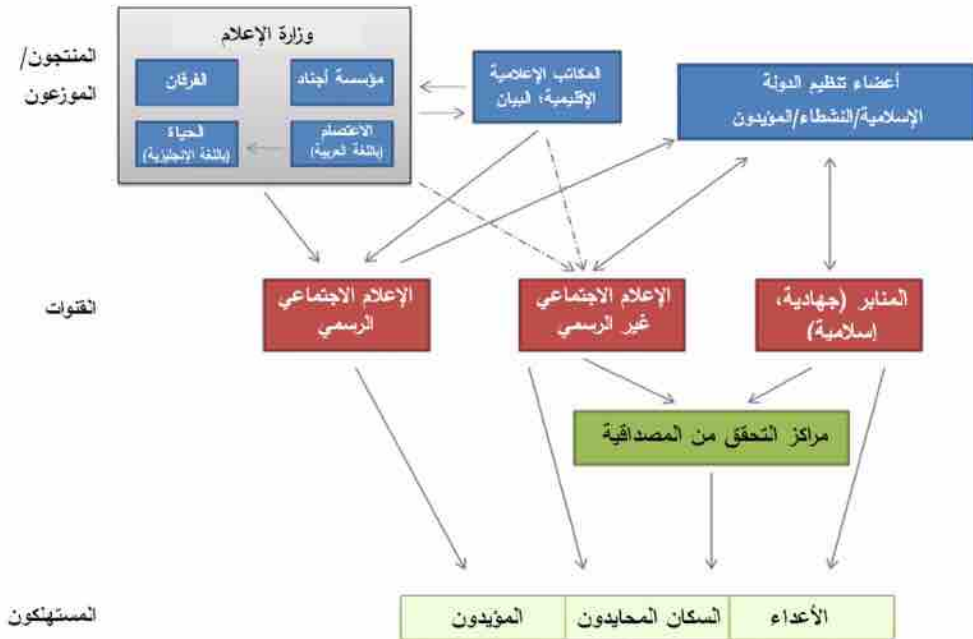 المنتجون/
الموزعون
وزارة الإعلام
الفرقان
مؤسسة أجناد
الحياة
(باللغة الإنجليزية)
الاعتصام
(باللغة العربية)
المكاتب الإعلامية
الإقليمية؛ البيان
أعضاء تنظيم الدولة
الإسلامية/النشطاء/المؤيدون
القنوات
الإعلام الاجتماعي
الرسمي
الإعلام الاجتماعي
غير الرسمي
المنابر (جهادية،
إسلامية)
مراكز التحقق من المصداقية
المستهلكون
المؤيدون
السكان المحايدون
الأعداء